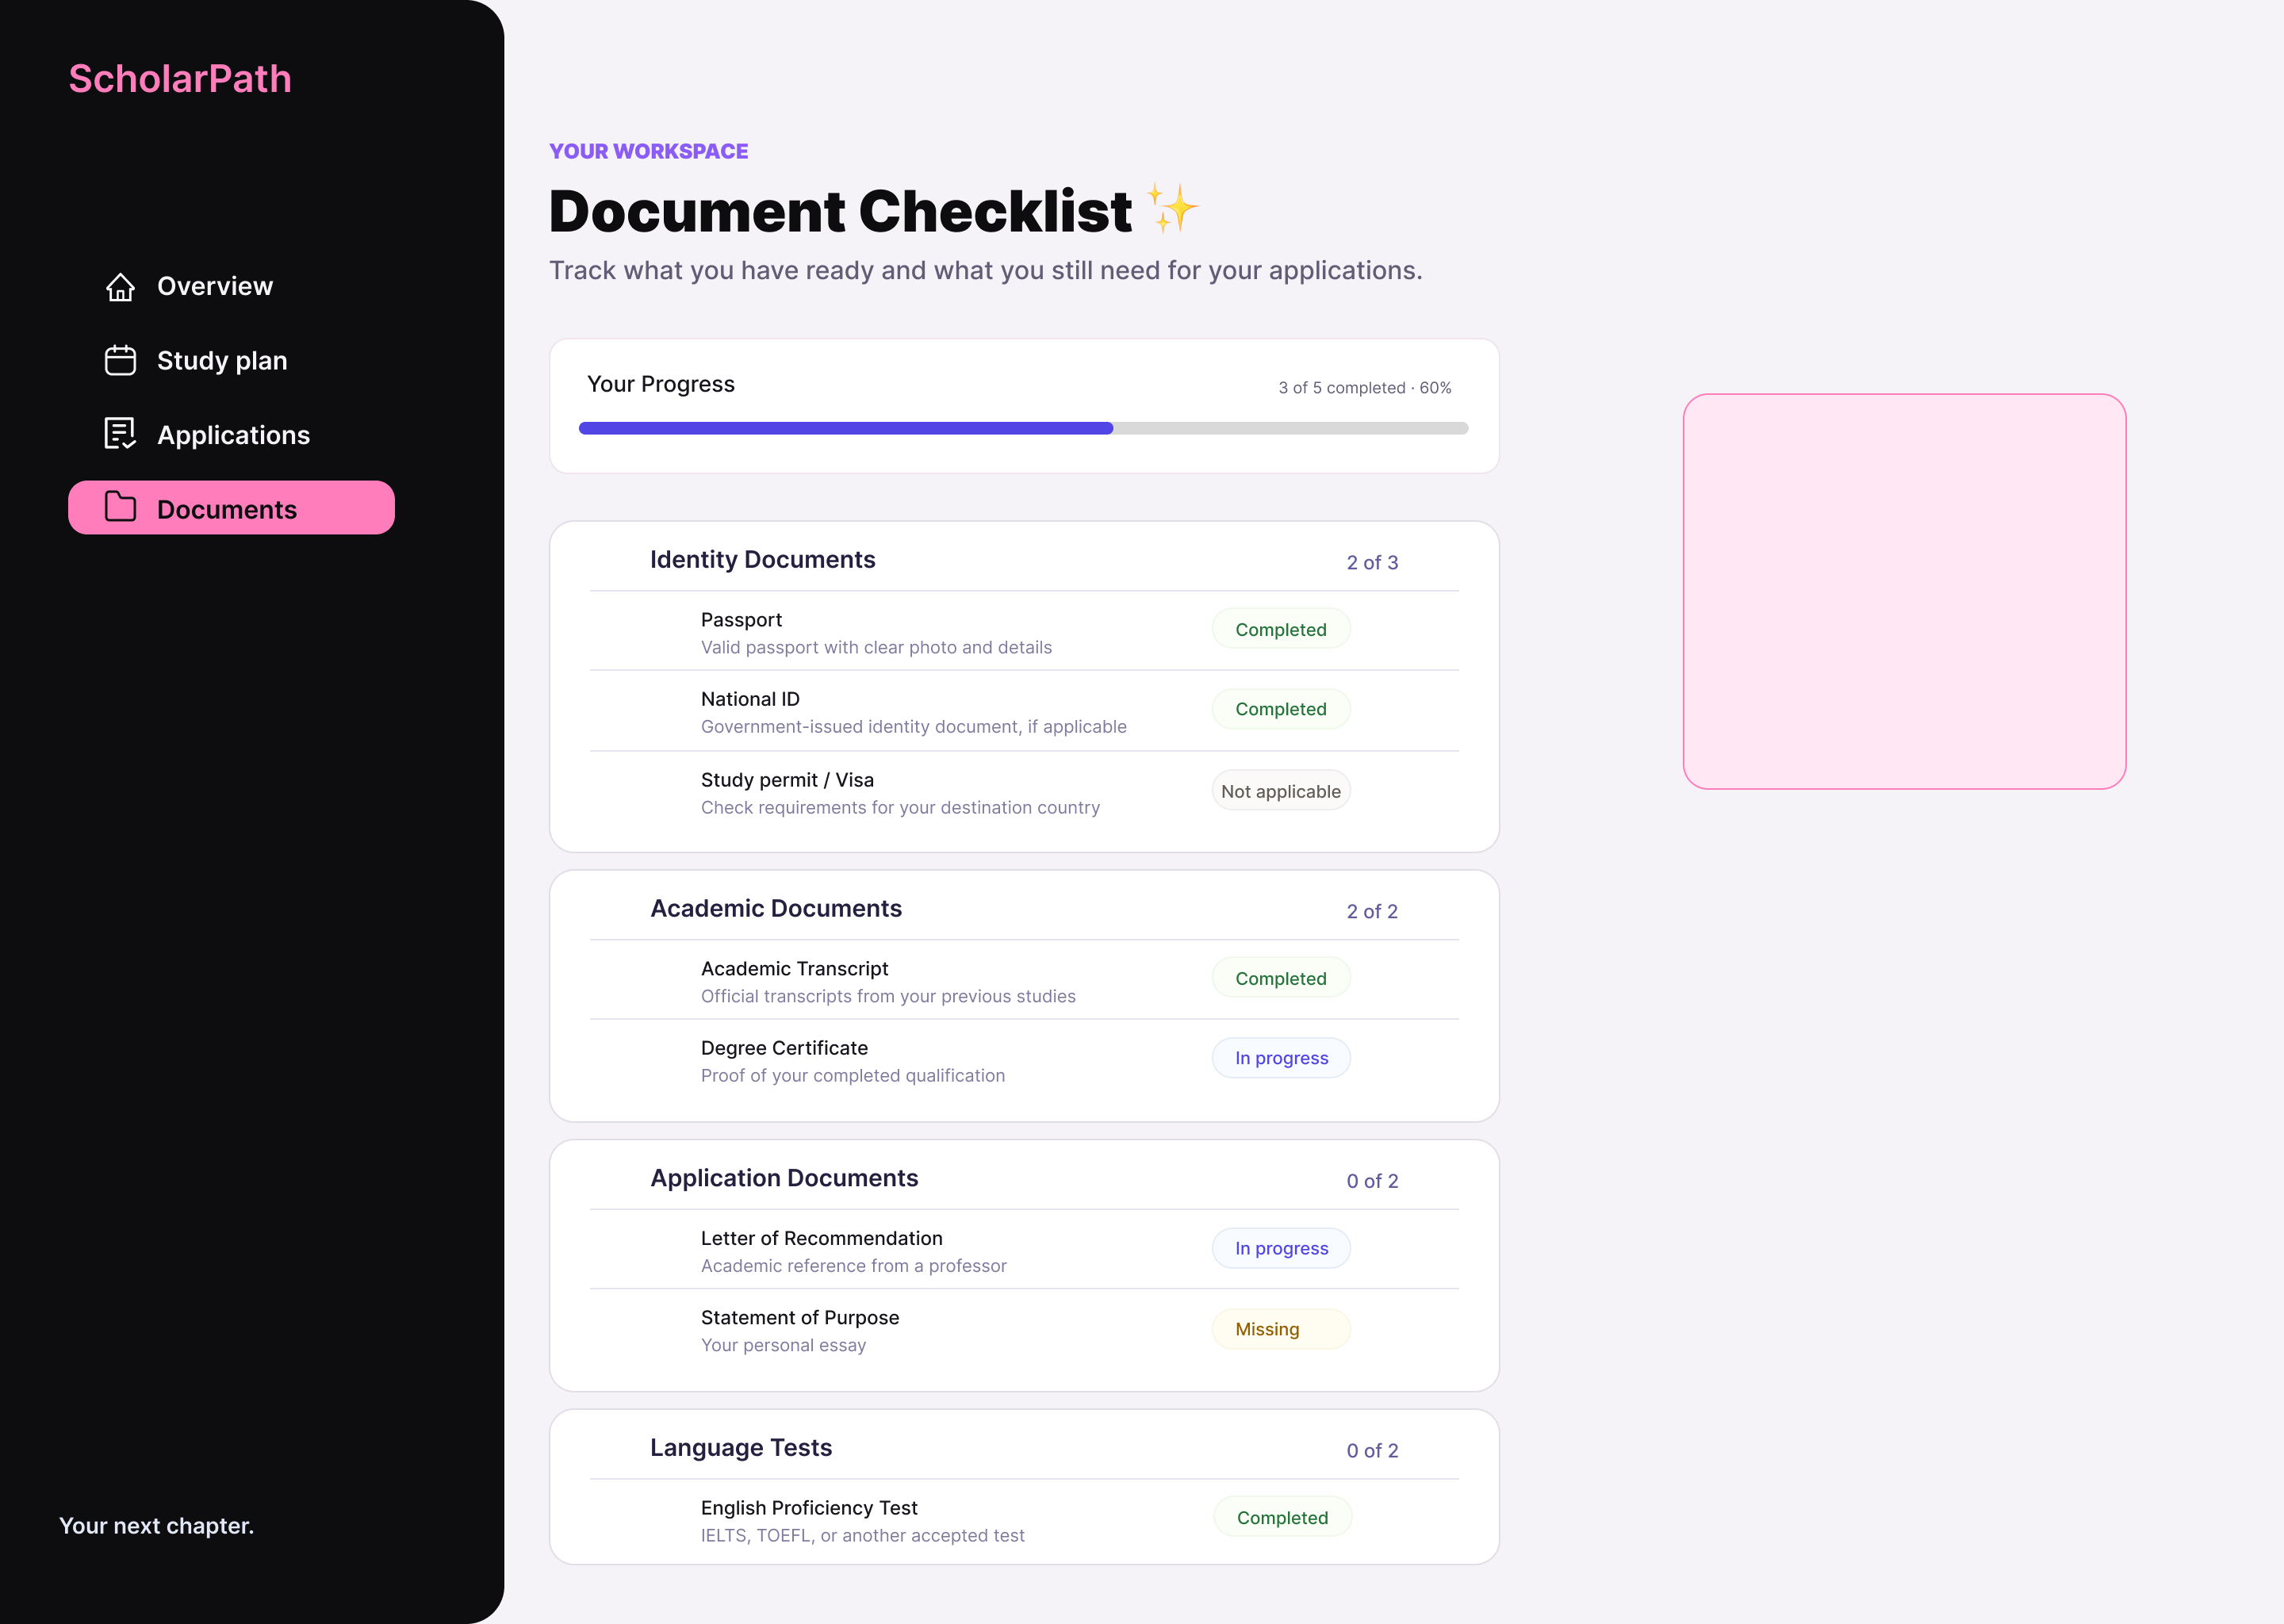 ScholarPath
Overview
Study plan
Applications
Documents
Your next chapter.
YOUR WORKSPACE
Document Checklist ✨
Track what you have ready and what you still need for your applications.
Your Progress
3 of 5 completed · 60%
Identity Documents
2 of 3
Passport
Valid passport with clear photo and details
Completed
National ID
Government-issued identity document, if applicable
Completed
Study permit / Visa
Check requirements for your destination country
Not applicable
Academic Documents
2 of 2
Academic Transcript
Official transcripts from your previous studies
Completed
Degree Certificate
Proof of your completed qualification
In progress
Application Documents
0 of 2
Letter of Recommendation
Academic reference from a professor
In progress
Statement of Purpose
Your personal essay
Missing
Language Tests
0 of 2
English Proficiency Test
IELTS, TOEFL, or another accepted test
Completed